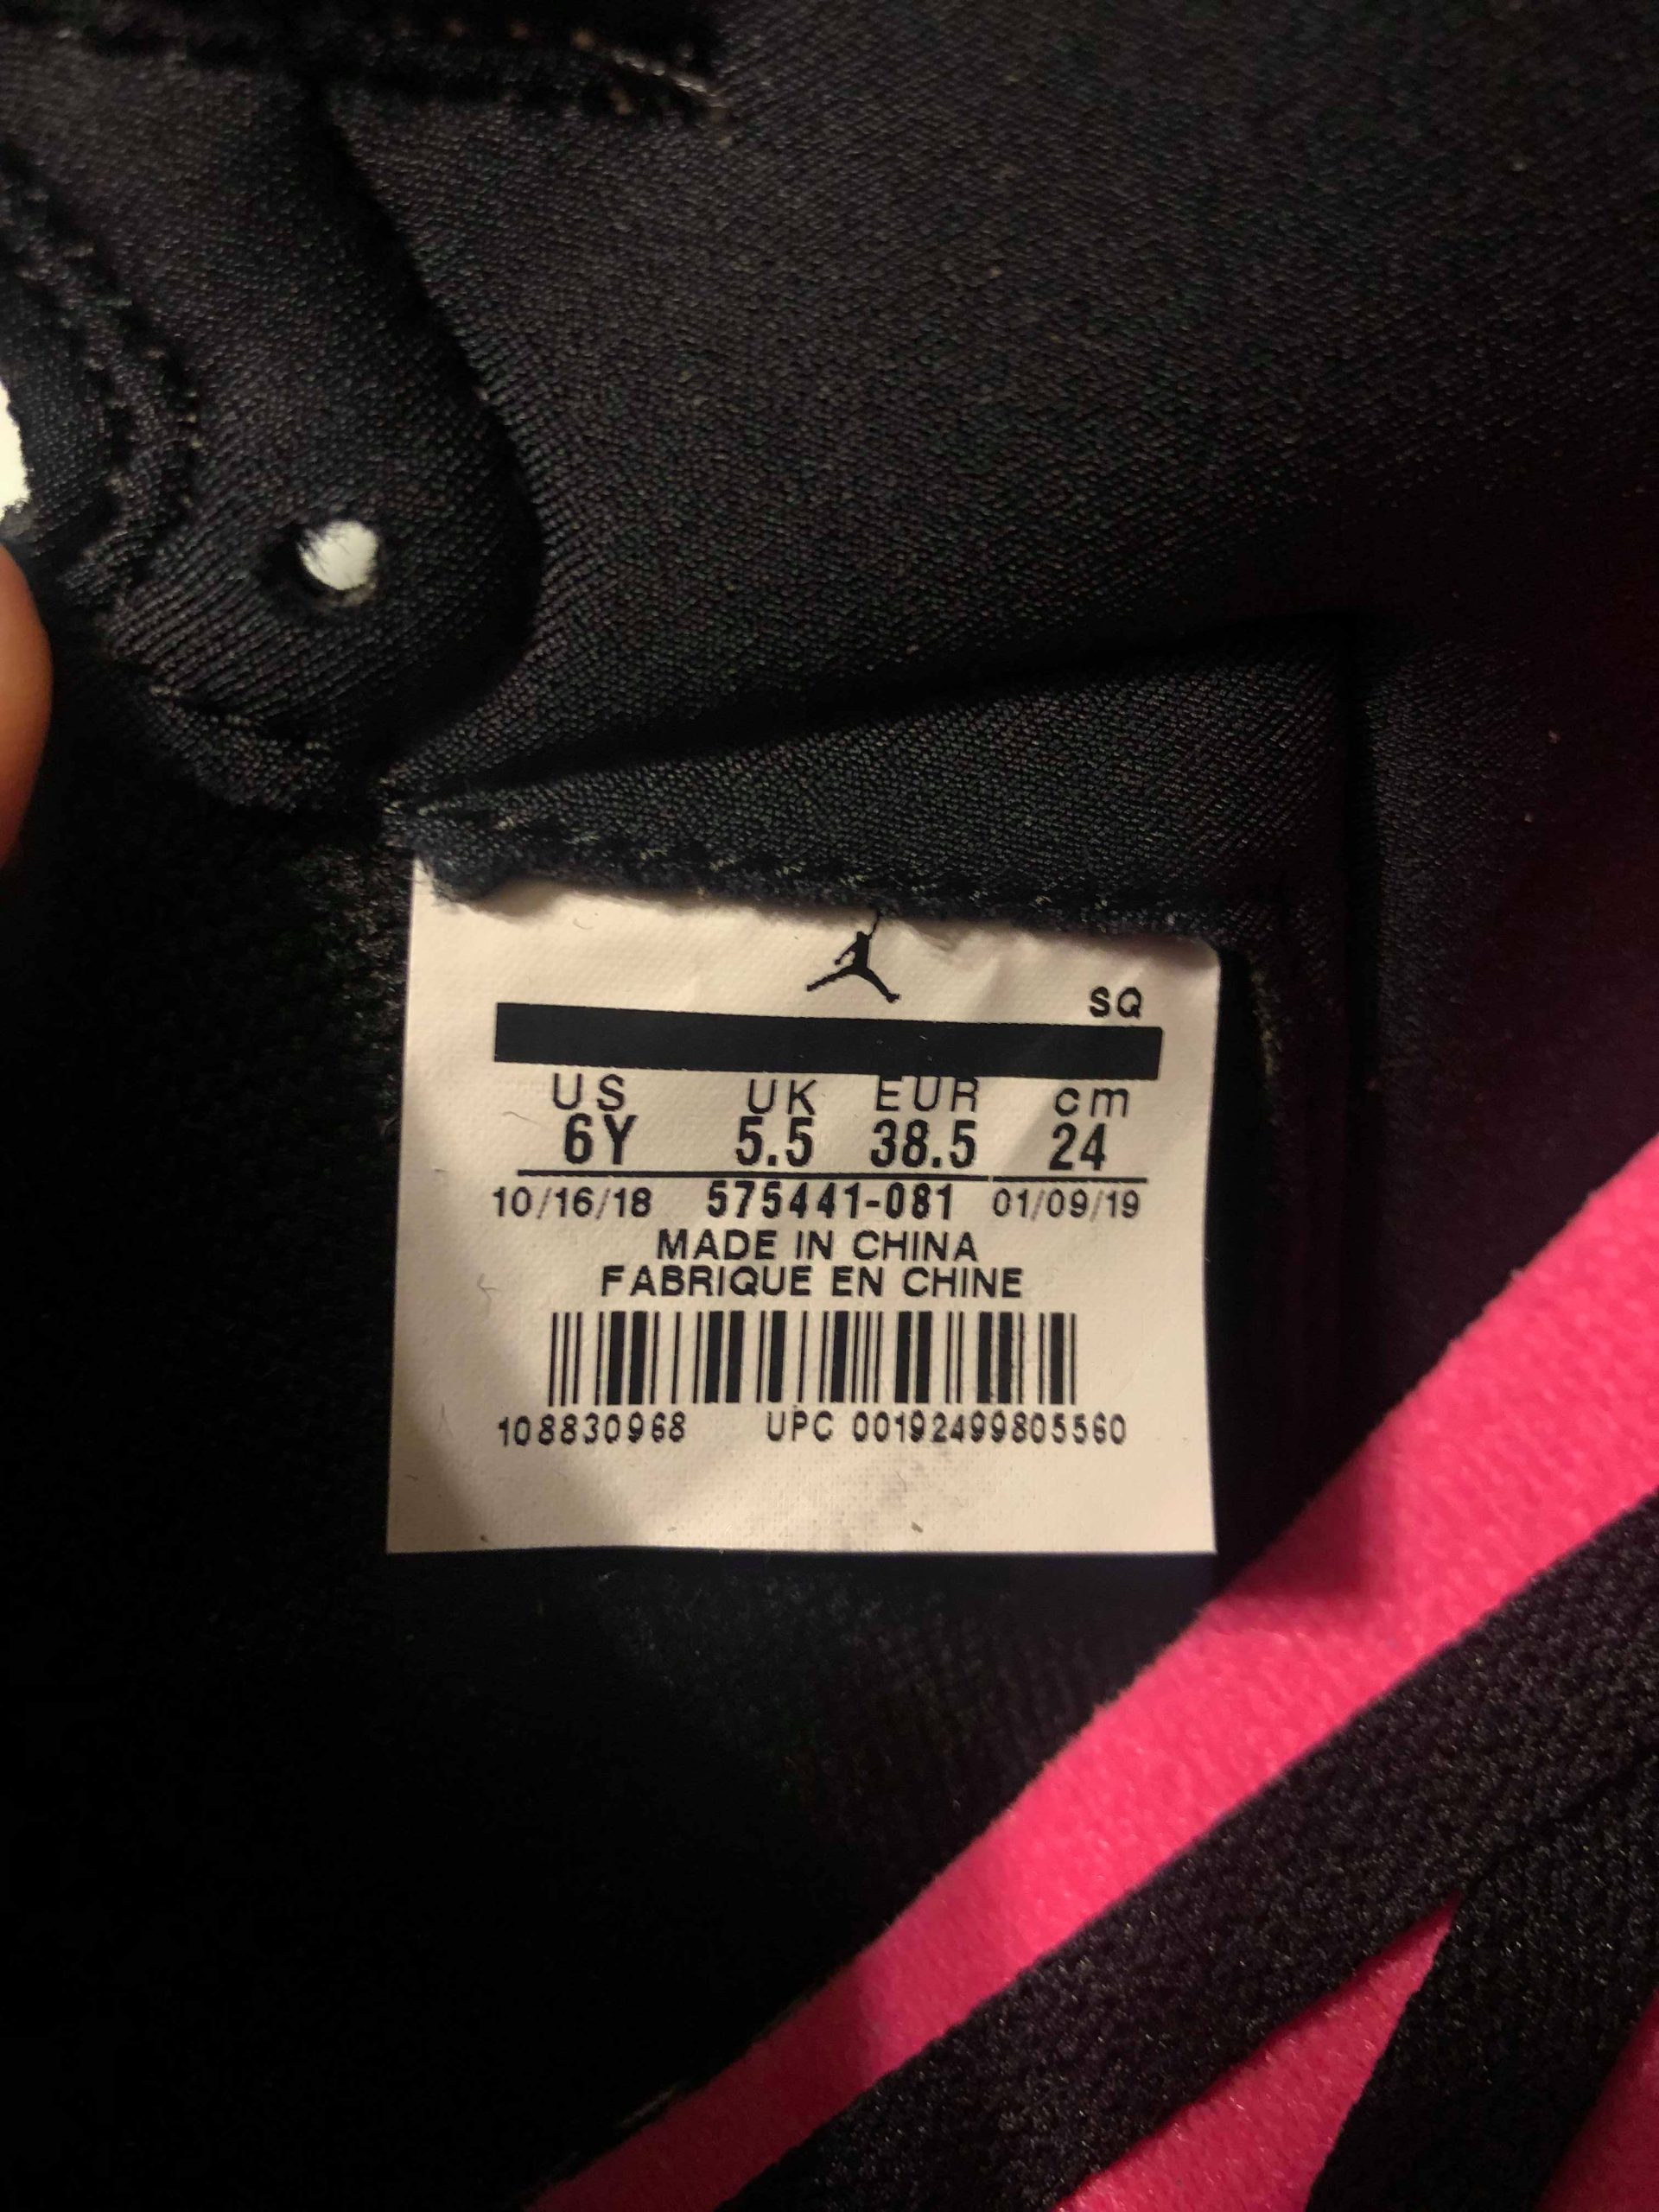 SQ
US UK EUR cm
6Y 5.5 38.5 24
10/16/18 575441-081 01/09/19
MADE IN CHINA
FABRIQUE EN CHINE
108830968 UPC 00192499805560